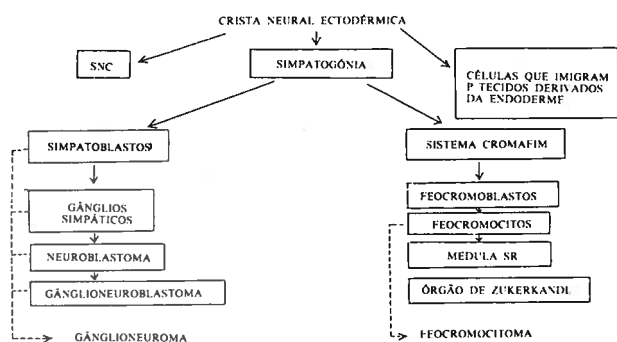 CRISTA NEURAL ECTODÉRMICA
SNC
SIMPATOGÔNIA
CÉLULAS QUE IMIGRAM
P TECIDOS DERIVADOS
DA ENDODERME
SIMPATOBLASTOS
SISTEMA CROMAFIM
GÂNGLIOS
SIMPÁTICOS
FEOCROMOBLASTOS
FEOCROMOCITOS
NEUROBLASTOMA
MEDULA SR
GÂNGLIONEUROBLASTOMA
ÓRGÃO DE ZUKERKANDL
GÂNGLIONEUROMA
FEOCROMOCITOMA